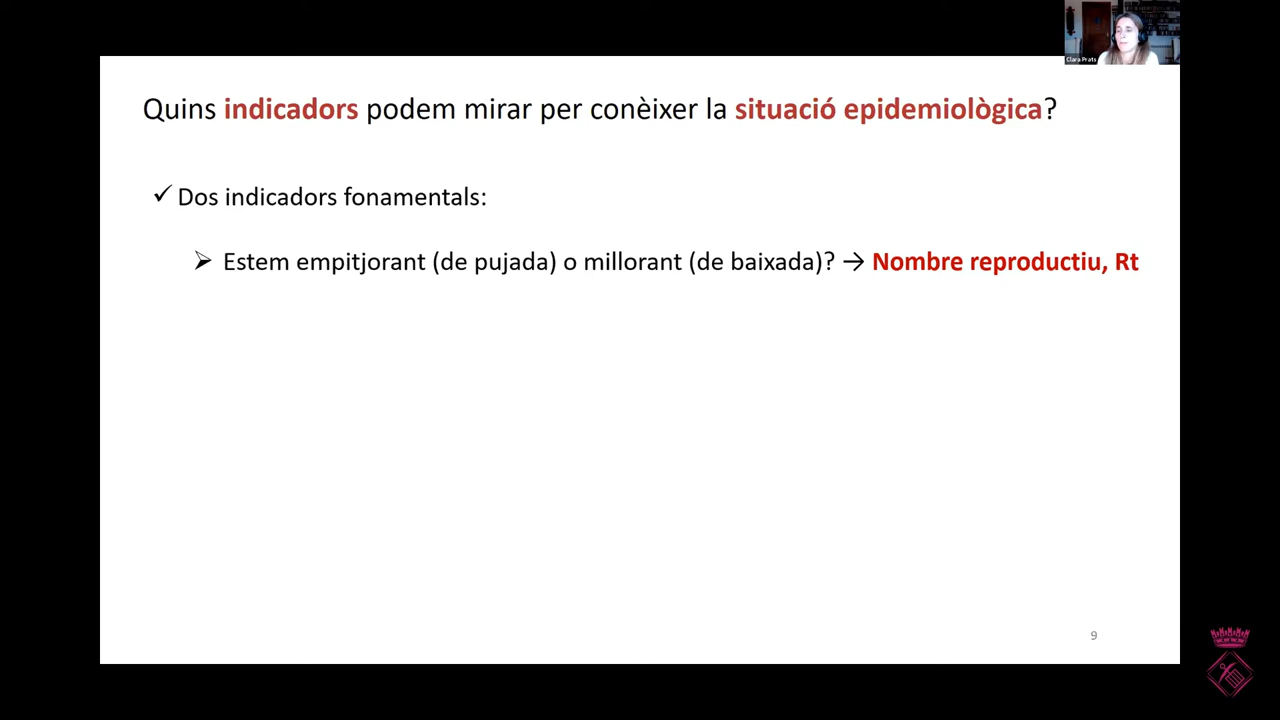 Clara Prats
Quins indicadors podem mirar per conèixer la situació epidemiològica?
✓ Dos indicadors fonamentals:
➢ Estem empitjorant (de pujada) o millorant (de baixada)? → Nombre reproductiu, Rt
9